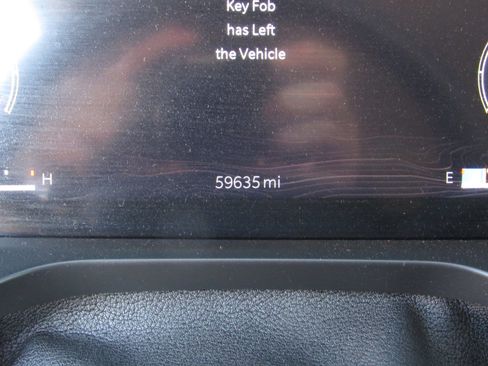 Key Fob
has Left
the Vehicle
H
59635 mi
E